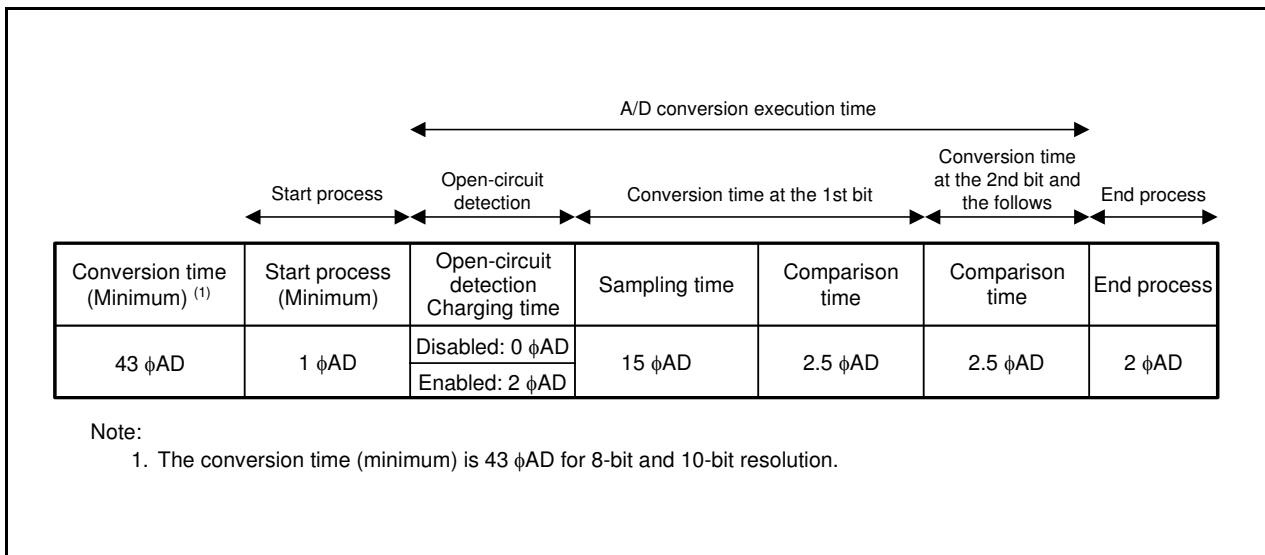 A/D conversion execution time
Start process
Open-circuit
detection
Conversion time at the 1st bit
Conversion time
at the 2nd bit and
the follows
End process
Conversion time
(Minimum) (1)
Start process
(Minimum)
Open-circuit
detection
Charging time
Sampling time
Comparison
time
Comparison
time
End process
43 ϕAD
1 ϕAD
Disabled: 0 ϕAD
Enabled: 2 ϕAD
15 ϕAD
2.5 ϕAD
2.5 ϕAD
2 ϕAD
Note:
1. The conversion time (minimum) is 43 ϕAD for 8-bit and 10-bit resolution.